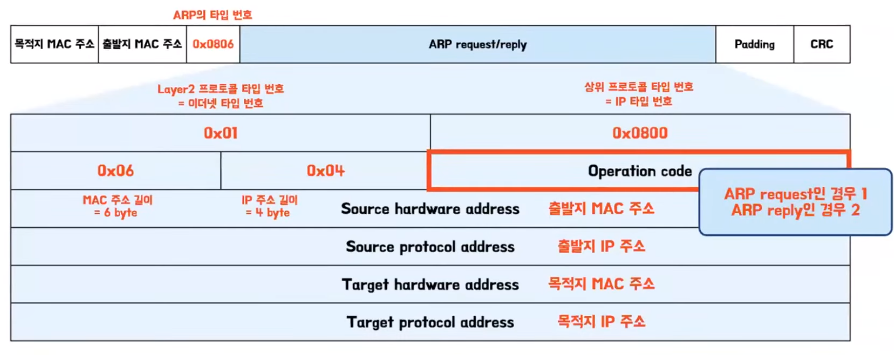 ARP의 타입 번호
목적지 MAC 주소 출발지 MAC 주소 0x0806 ARP request/reply Padding CRC
Layer2 프로토콜 타입 번호
= 이더넷 타입 번호
상위 프로토콜 타입 번호
= IP 타입 번호
0x01 0x0800
0x06 0x04 Operation code
MAC 주소 길이
= 6 byte
IP 주소 길이
= 4 byte
ARP request인 경우 1
ARP reply인 경우 2
Source hardware address 출발지 MAC 주소
Source protocol address 출발지 IP 주소
Target hardware address 목적지 MAC 주소
Target protocol address 목적지 IP 주소